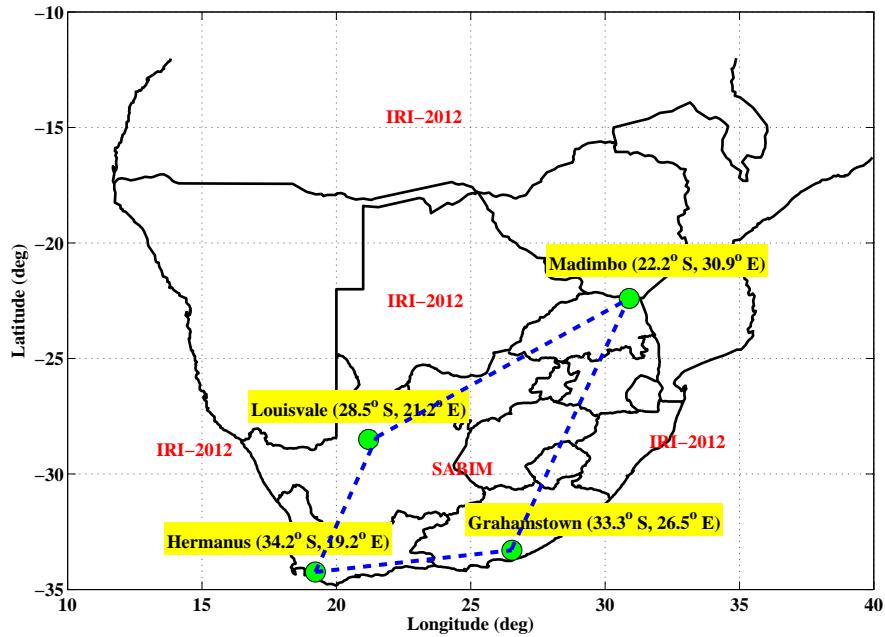 −10
−15
−20
−25
−30
−35
10
15
20
25
30
35
40
Latitude (deg)
Longitude (deg)
IRI−2012
Madimbo (22.2° S, 30.9° E)
IRI−2012
Louisvale (28.5° S, 21.2° E)
IRI−2012
IRI−2012
SABIM
Grahamstown (33.3° S, 26.5° E)
Hermanus (34.2° S, 19.2° E)